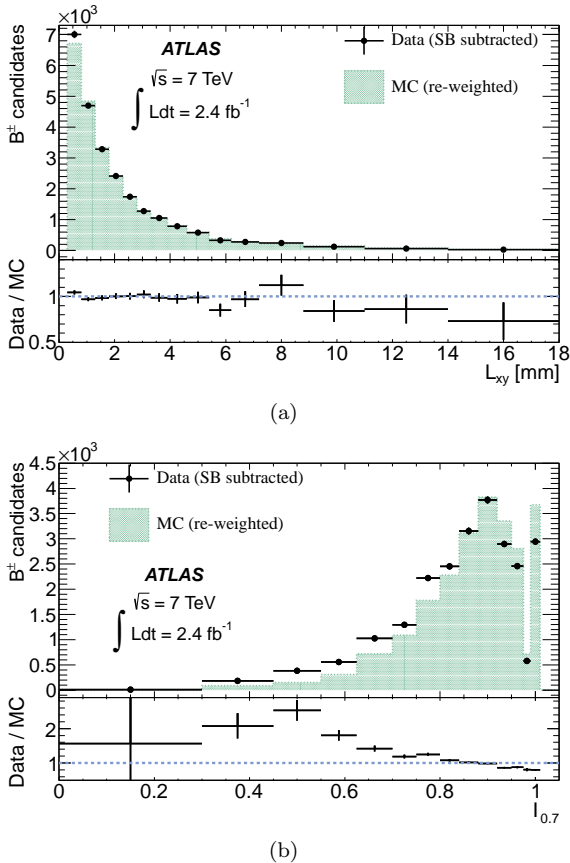 ×10³
7
6
5
4
3
2
1
0
B± candidates
ATLAS
√s = 7 TeV
∫ Ldt = 2.4 fb⁻¹
Data (SB subtracted)
MC (re-weighted)
Data / MC
1
0.5
0 2 4 6 8 10 12 14 16 18
Lxy [mm]
(a)
×10³
4.5
4
3.5
3
2.5
2
1.5
1
0.5
0
B± candidates
Data (SB subtracted)
MC (re-weighted)
ATLAS
√s = 7 TeV
∫ Ldt = 2.4 fb⁻¹
Data / MC
2
1
0 0.2 0.4 0.6 0.8 1
I0.7
(b)